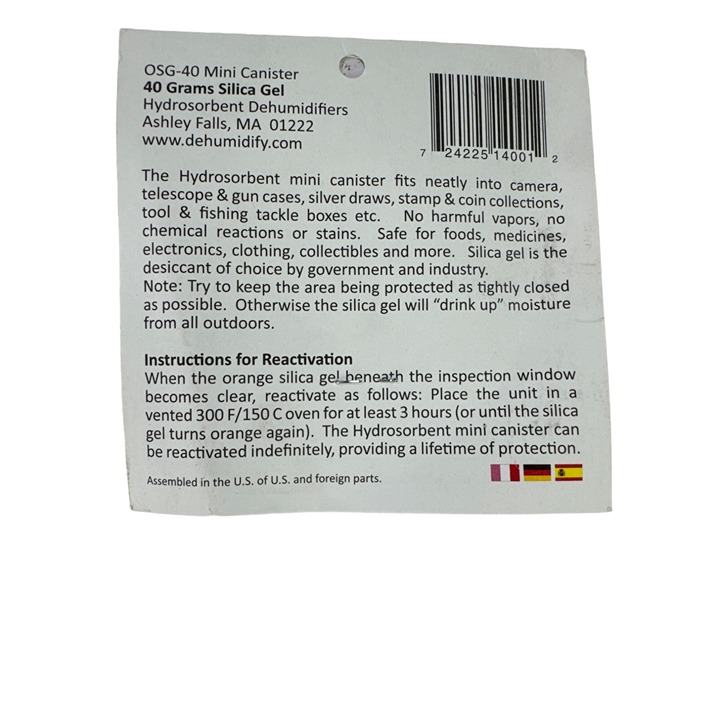 OSG-40 Mini Canister
40 Grams Silica Gel
Hydrosorbent Dehumidifiers
Ashley Falls, MA 01222
www.dehumidify.com
7 24225 14001 2
The Hydrosorbent mini canister fits neatly into camera,
telescope & gun cases, silver draws, stamp & coin collections,
tool & fishing tackle boxes etc. No harmful vapors, no
chemical reactions or stains. Safe for foods, medicines,
electronics, clothing, collectibles and more. Silica gel is the
desiccant of choice by government and industry.
Note: Try to keep the area being protected as tightly closed
as possible. Otherwise the silica gel will “drink up” moisture
from all outdoors.
Instructions for Reactivation
When the orange silica gel beneath the inspection window
becomes clear, reactivate as follows: Place the unit in a
vented 300 F/150 C oven for at least 3 hours (or until the silica
gel turns orange again). The Hydrosorbent mini canister can
be reactivated indefinitely, providing a lifetime of protection.
Assembled in the U.S. of U.S. and foreign parts.